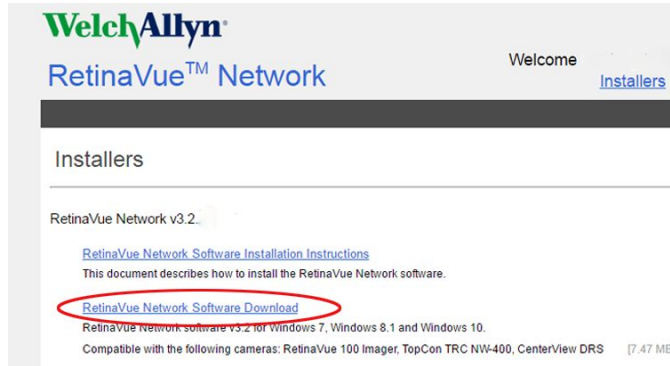 WelchAllyn
RetinaVue™ Network
Welcome
Installers
Installers
RetinaVue Network v3.2.
RetinaVue Network Software Installation Instructions
This document describes how to install the RetinaVue Network software.
RetinaVue Network Software Download
RetinaVue Network software v3.2 for Windows 7, Windows 8.1 and Windows 10.
Compatible with the following cameras: RetinaVue 100 Imager, TopCon TRC NW-400, CenterView DRS [7.47 ME